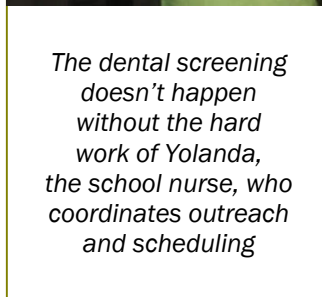 The dental screening
doesn’t happen
without the hard
work of Yolanda,
the school nurse, who
coordinates outreach
and scheduling